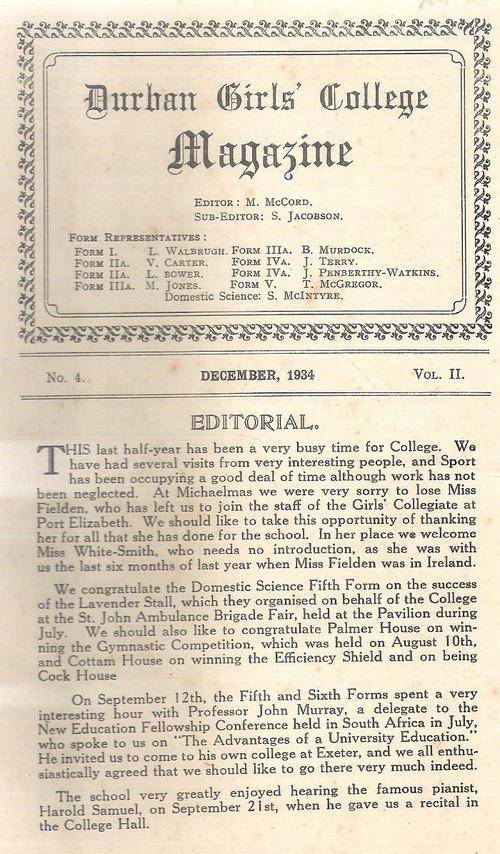 Durban Girls' College
Magazine
EDITOR: M. McCORD.
SUB-EDITOR: S. JACOBSON.
FORM REPRESENTATIVES:
FORM I. L. WALBRUGH. FORM IIIA. B. MURDOCK.
FORM IIA. V. CARTER. FORM IVA. J. TERRY.
FORM IIA. L. BOWER. FORM IVA. J. PENBERTHY-WATKINS.
FORM IIIA. M. JONES. FORM V. T. McGREGOR.
Domestic Science: S. McINTYRE.
No. 4. DECEMBER, 1934 VOL. II.
EDITORIAL.
THIS last half-year has been a very busy time for College. We
have had several visits from very interesting people, and Sport
has been occupying a good deal of time although work has not
been neglected. At Michaelmas we were very sorry to lose Miss
Fielden, who has left us to join the staff of the Girls' Collegiate at
Port Elizabeth. We should like to take this opportunity of thanking
her for all that she has done for the school. In her place we welcome
Miss White-Smith, who needs no introduction, as she was with
us the last six months of last year when Miss Fielden was in Ireland.
We congratulate the Domestic Science Fifth Form on the success
of the Lavender Stall, which they organised on behalf of the College
at the St. John Ambulance Brigade Fair, held at the Pavilion during
July. We should also like to congratulate Palmer House on win-
ning the Gymnastic Competition, which was held on August 10th,
and Cottam House on winning the Efficiency Shield and on being
Cock House
On September 12th, the Fifth and Sixth Forms spent a very
interesting hour with Professor John Murray, a delegate to the
New Education Fellowship Conference held in South Africa in July,
who spoke to us on "The Advantages of a University Education."
He invited us to come to his own college at Exeter, and we all enthu-
siastically agreed that we should like to go there very much indeed.
The school very greatly enjoyed hearing the famous pianist,
Harold Samuel, on September 21st, when he gave us a recital in
the College Hall.